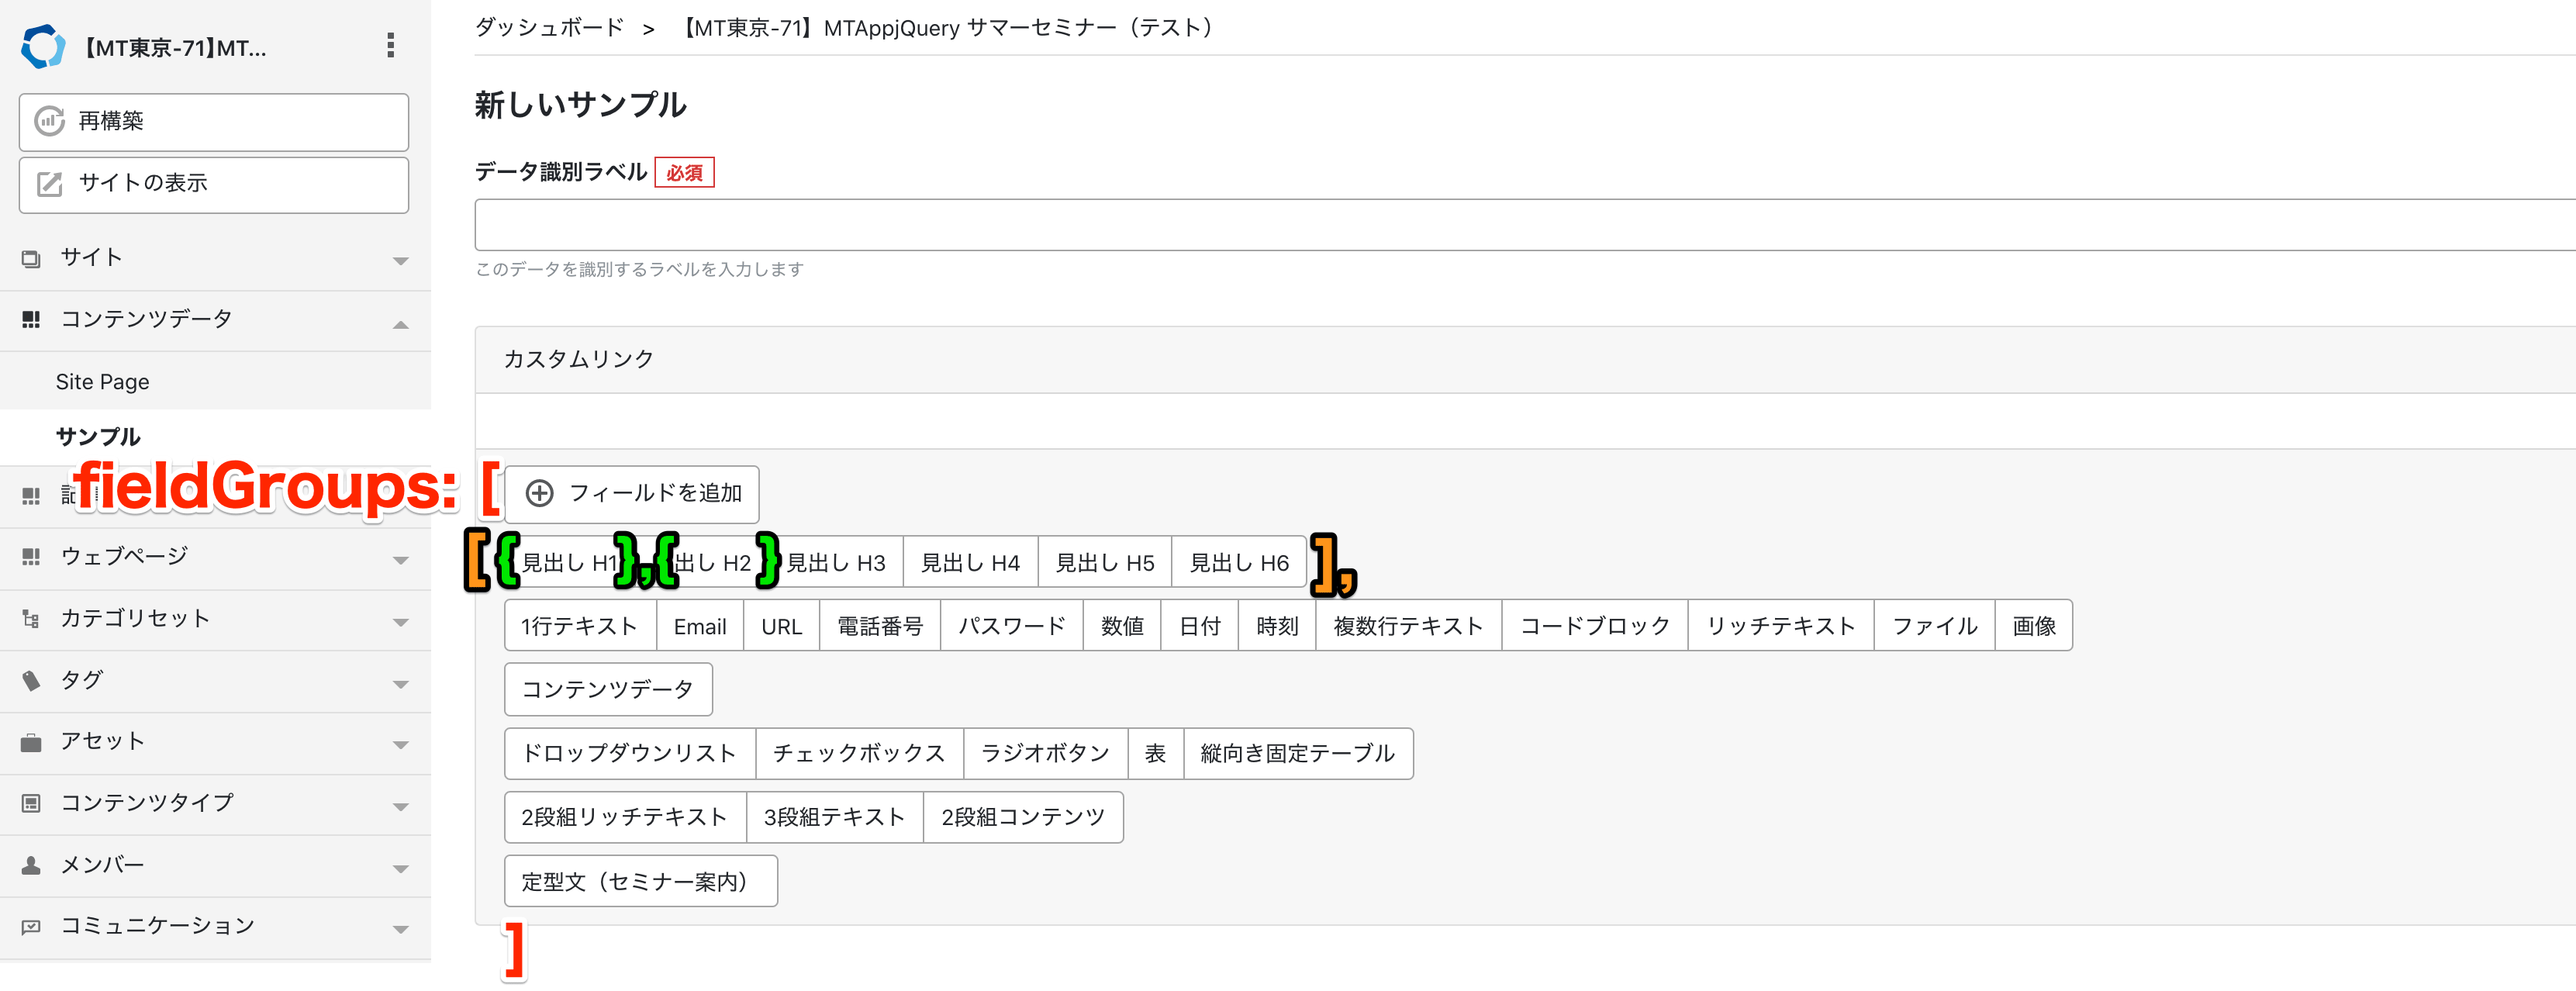 【MT東京-71】MT...
再構築
サイトの表示
サイト
コンテンツデータ
Site Page
サンプル
ウェブページ
カテゴリセット
タグ
アセット
コンテンツタイプ
メンバー
コミュニケーション
ダッシュボード > 【MT東京-71】MTAppjQuery サマーセミナー（テスト）
新しいサンプル
データ識別ラベル 必須
このデータを識別するラベルを入力します
カスタムリンク
fieldGroups: [
フィールドを追加
[ { 見出し H1 } , { 出し H2 } 見出し H3 見出し H4 見出し H5 見出し H6 ] ,
1行テキスト Email URL 電話番号 パスワード 数値 日付 時刻 複数行テキスト コードブロック リッチテキスト ファイル 画像
コンテンツデータ
ドロップダウンリスト チェックボックス ラジオボタン 表 縦向き固定テーブル
2段組リッチテキスト 3段組テキスト 2段組コンテンツ
定型文（セミナー案内）
]